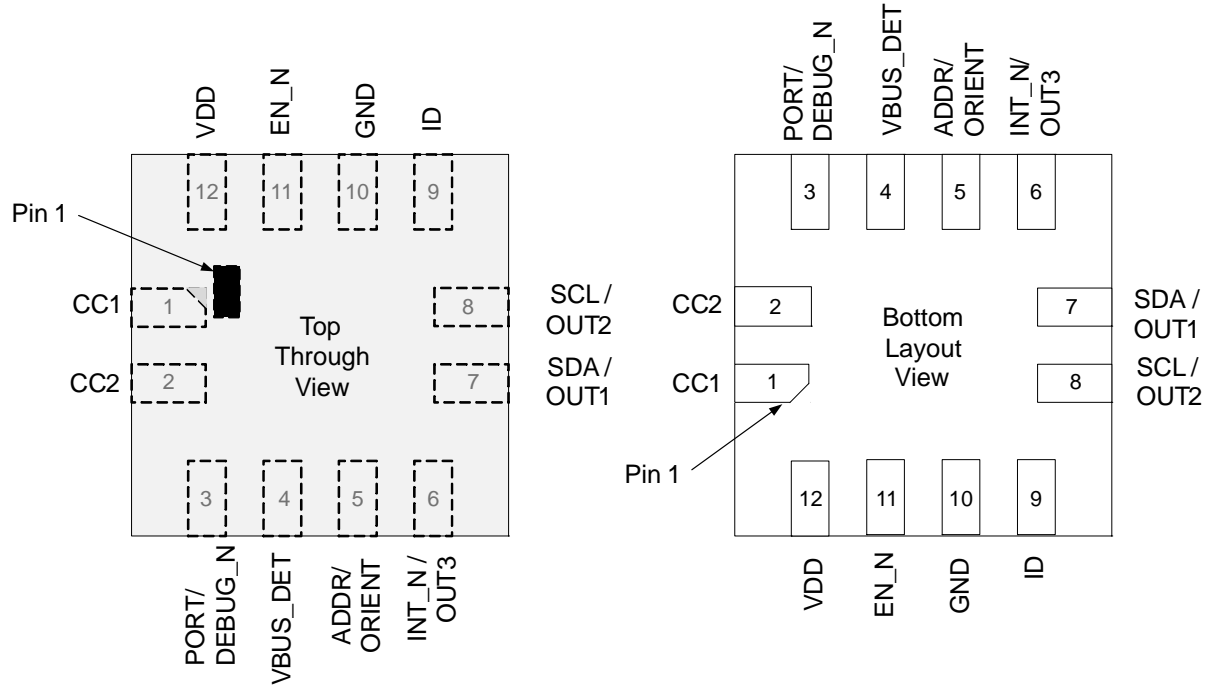 VDD
EN_N
GND
ID
12
11
10
9
Pin 1
CC1
1
8
SCL /
OUT2
Top
Through
View
CC2
2
7
SDA /
OUT1
3
4
5
6
PORT/
DEBUG_N
VBUS_DET
ADDR/
ORIENT
INT_N /
OUT3
PORT/
DEBUG_N
VBUS_DET
ADDR/
ORIENT
INT_N/
OUT3
3
4
5
6
CC2
2
7
SDA /
OUT1
Bottom
Layout
View
CC1
1
8
SCL /
OUT2
Pin 1
12
11
10
9
VDD
EN_N
GND
ID